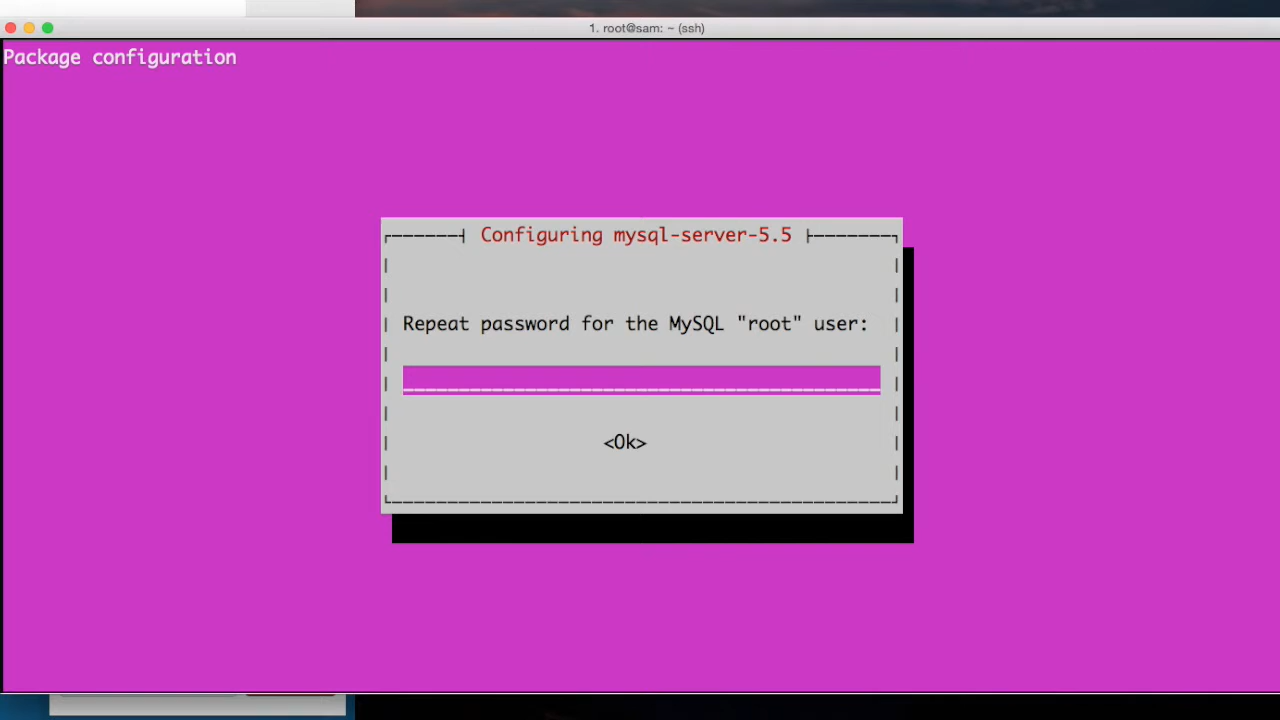 1. root@sam: ~ (ssh)
Package configuration
Configuring mysql-server-5.5
Repeat password for the MySQL "root" user:
<Ok>